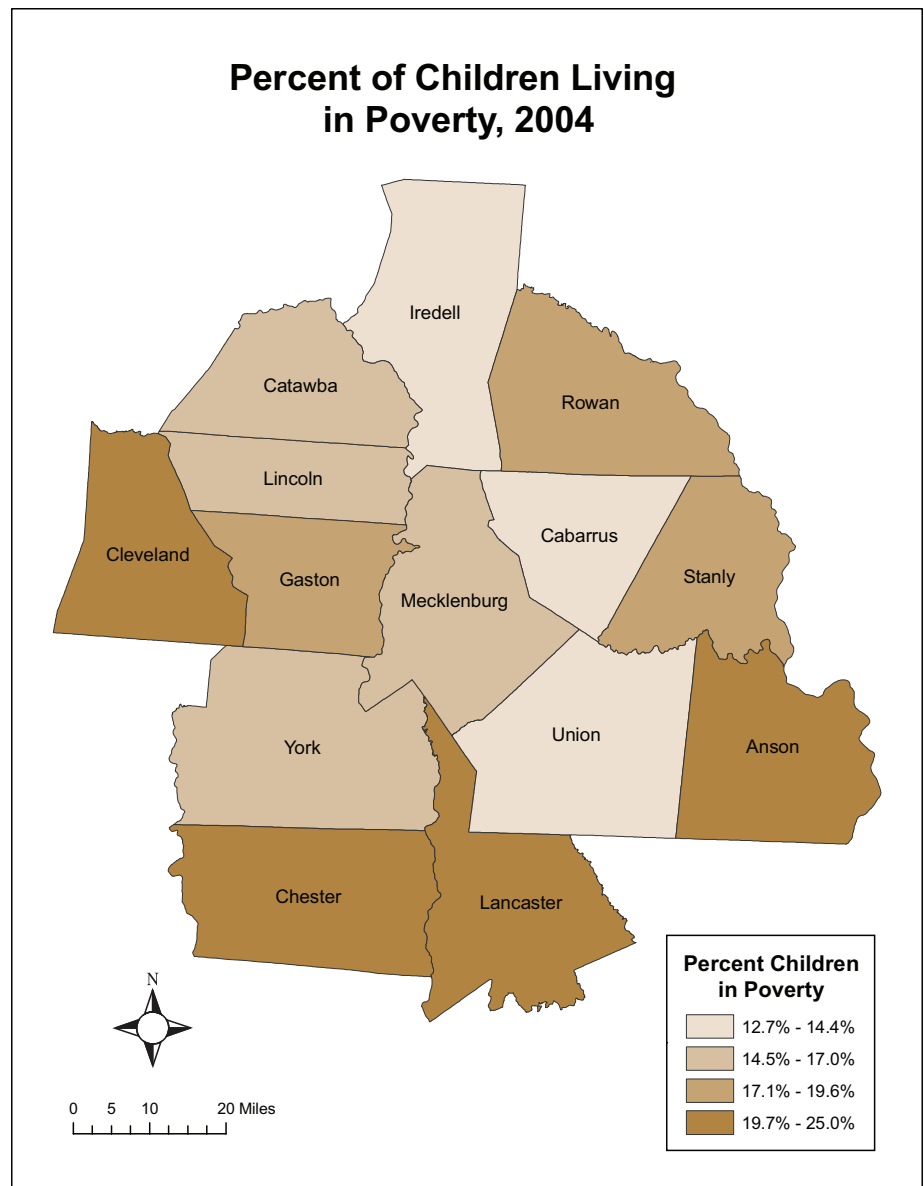 Percent of Children Living
in Poverty, 2004
Iredell
Catawba
Rowan
Lincoln
Cabarrus
Cleveland
Gaston
Stanly
Mecklenburg
Union
Anson
York
Chester
Lancaster
Percent Children
in Poverty
12.7% - 14.4%
14.5% - 17.0%
17.1% - 19.6%
19.7% - 25.0%
N
0 5 10 20 Miles